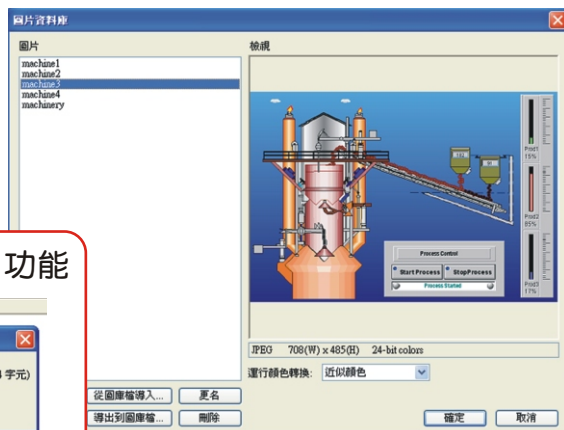 圖片資料庫
圖片
machine1
machine2
machine3
machine4
machinery
檢視
Prod1
15%
Prod2
85%
Prod3
17%
Process Control
Start Process
StopProcess
Process Started
JPEG 708(W) x 485(H) 24-bit colors
運行顏色轉換: 近似顏色
功能
字元)
從圖庫檔導入...
更名
導出到圖庫檔...
刪除
確定
取消